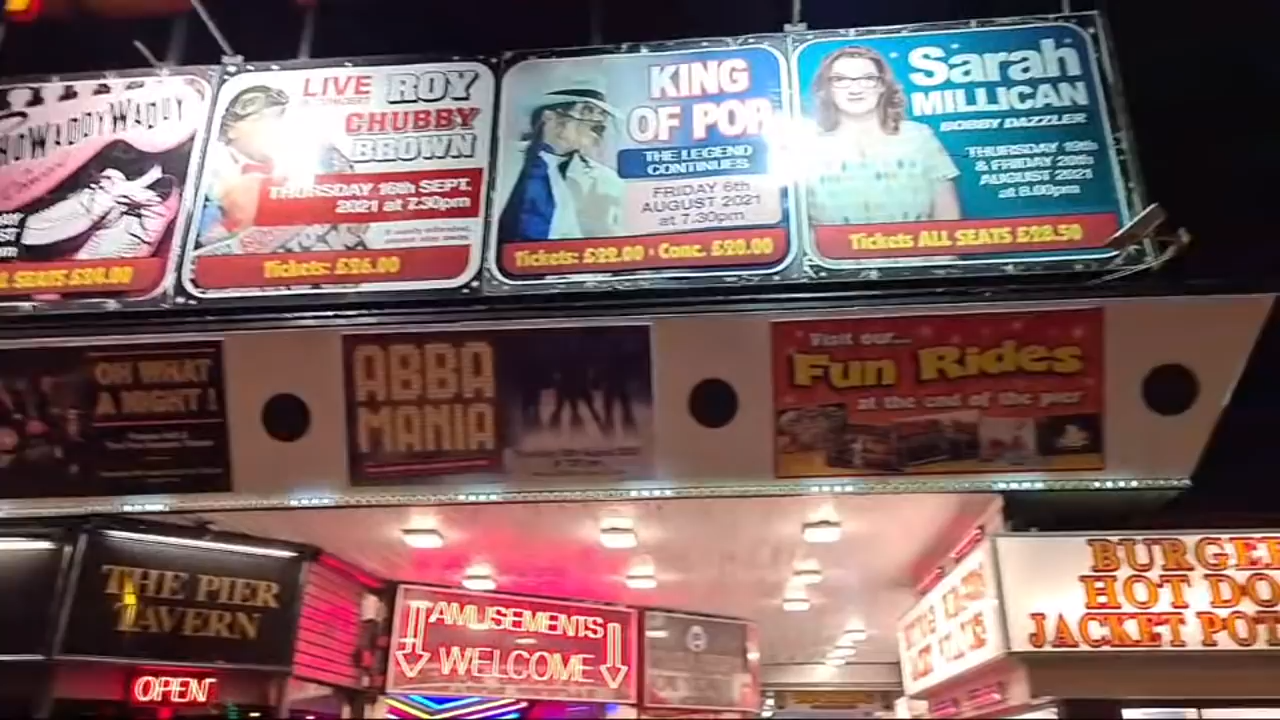 SHOWADDYWADDY
LIVE
IN CONCERT
ROY
CHUBBY
BROWN
THURSDAY 16th SEPT,
2021 at 7.30pm
Tickets: £26.00
KING
OF POP
THE LEGEND
CONTINUES
FRIDAY 6th
AUGUST 2021
at 7.30pm
Tickets: £22.00 · Conc. £20.00
Sarah
MILLICAN
BOBBY DAZZLER
THURSDAY 19th
& FRIDAY 20th
AUGUST 2021
at 8.00pm
Tickets ALL SEATS £28.50
L SEATS £24.00
OH WHAT
A NIGHT!
ABBA
MANIA
Visit our...
Fun Rides
at the end of the pier
THE PIER
TAVERN
OPEN
AMUSEMENTS
WELCOME
BURGER
HOT DO
JACKET POT